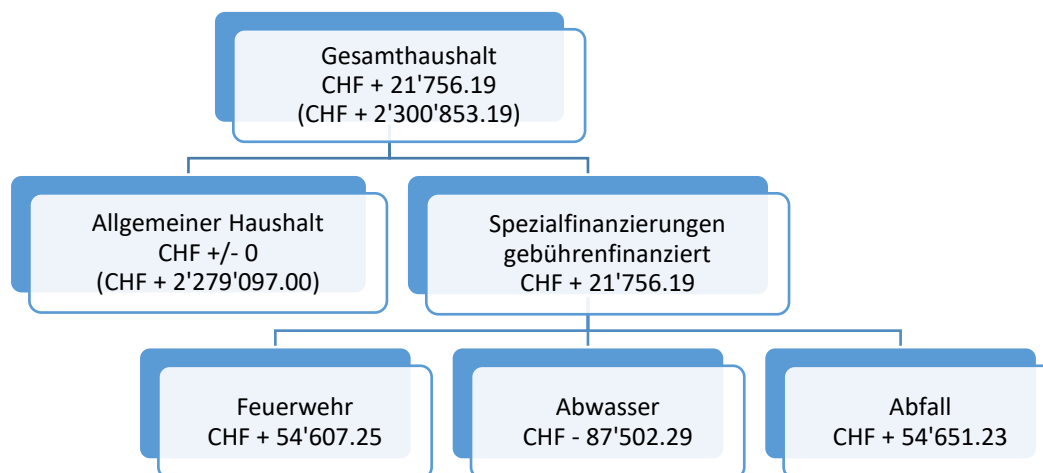 Gesamthaushalt
CHF + 21'756.19
(CHF + 2'300'853.19)
Allgemeiner Haushalt
CHF +/- 0
(CHF + 2'279'097.00)
Spezialfinanzierungen
gebührenfinanziert
CHF + 21'756.19
Feuerwehr
CHF + 54'607.25
Abwasser
CHF - 87'502.29
Abfall
CHF + 54'651.23